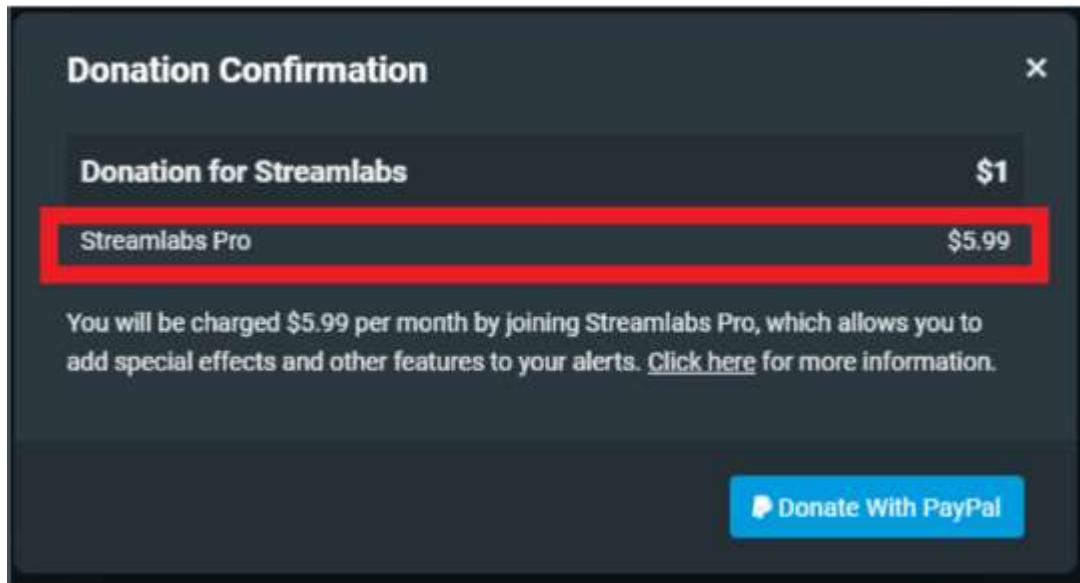 Donation Confirmation ×
Donation for Streamlabs $1
Streamlabs Pro $5.99
You will be charged $5.99 per month by joining Streamlabs Pro, which allows you to
add special effects and other features to your alerts. Click here for more information.
Donate With PayPal